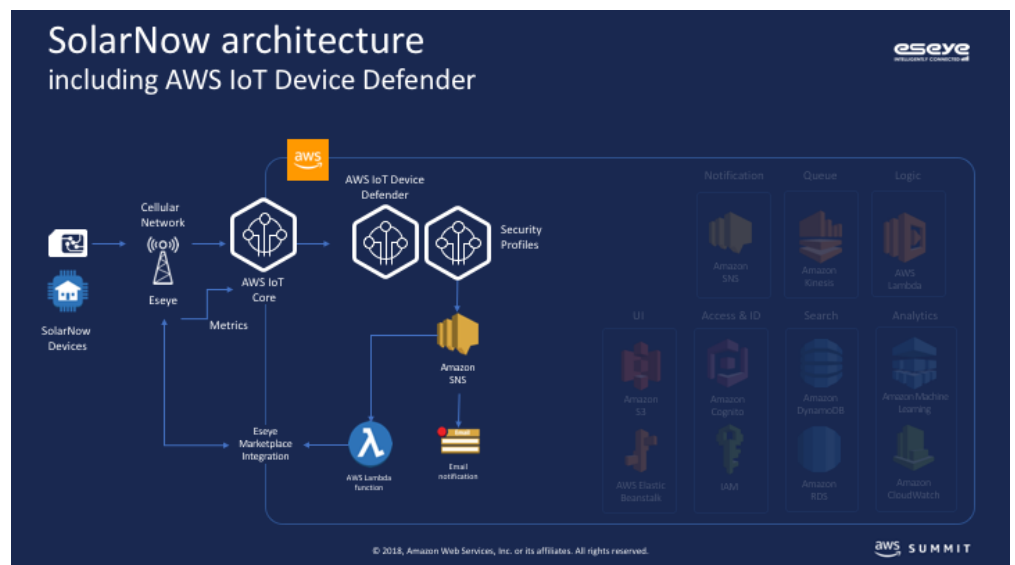 SolarNow architecture
including AWS IoT Device Defender
eseye
INTELLIGENTLY CONNECTED
aws
AWS IoT Device
Defender
Security
Profiles
Cellular
Network
Eseye
AWS IoT
Core
Metrics
SolarNow
Devices
Amazon
SNS
Eseye
Marketplace
Integration
AWS Lambda
function
Email
Email
notification
Notification
Queue
Logic
Amazon
SNS
Amazon
Kinesis
AWS
Lambda
UI
Access & ID
Search
Analytics
Amazon
S3
Amazon
Cognito
Amazon
DynamoDB
Amazon Machine
Learning
AWS Elastic
Beanstalk
IAM
Amazon
RDS
Amazon
CloudWatch
© 2018, Amazon Web Services, Inc. or its affiliates. All rights reserved.
aws SUMMIT